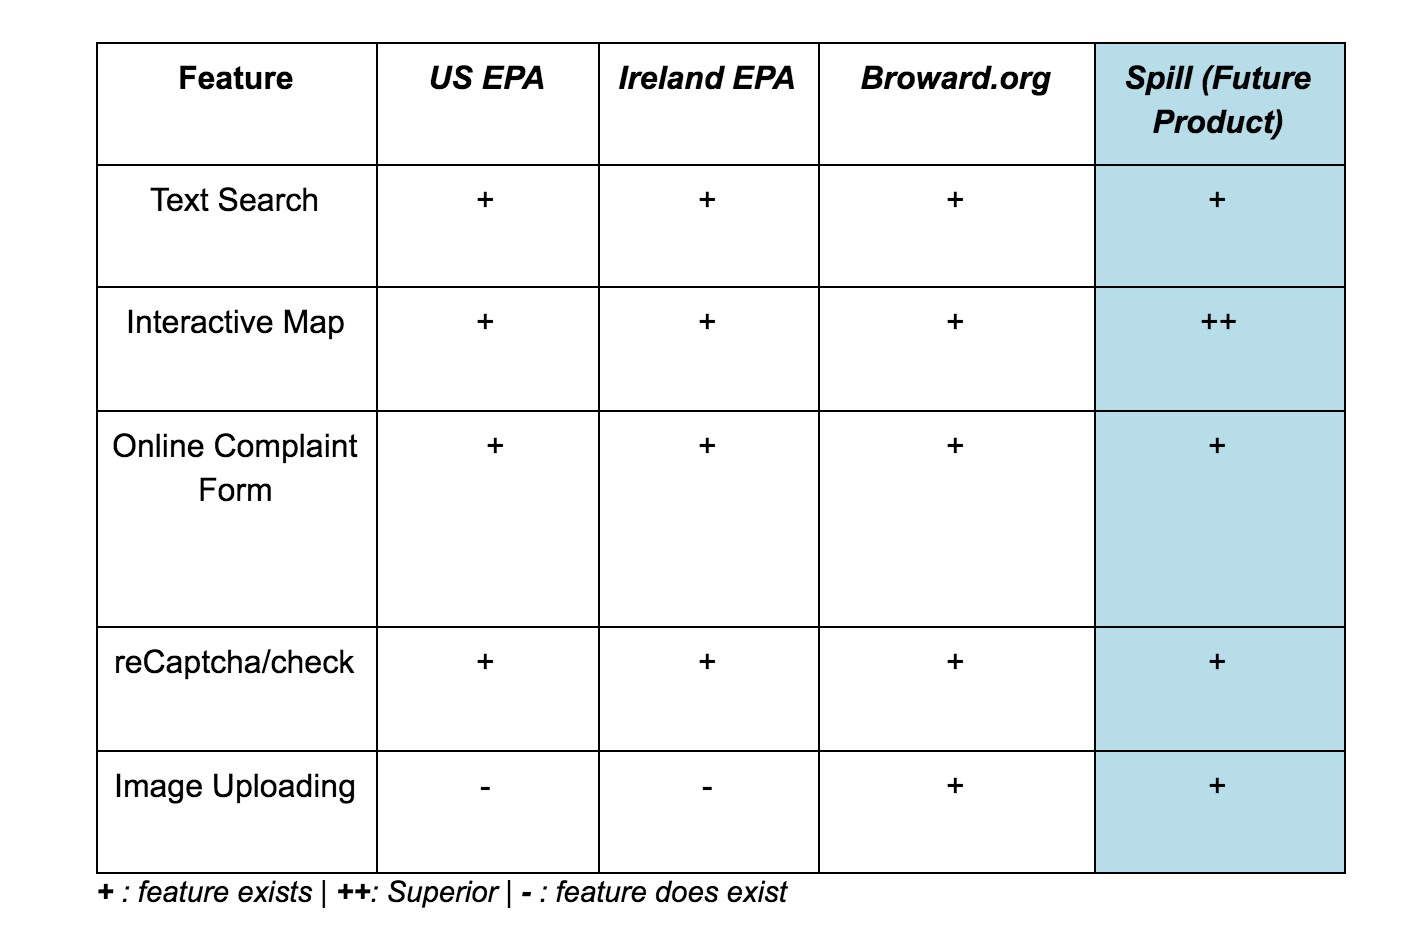 Feature US EPA Ireland EPA Broward.org Spill (Future
Product)
Text Search + + + +
Interactive Map + + + ++
Online Complaint + + + +
Form
reCaptcha/check + + + +
Image Uploading - - + +
+ : feature exists | ++: Superior | - : feature does exist